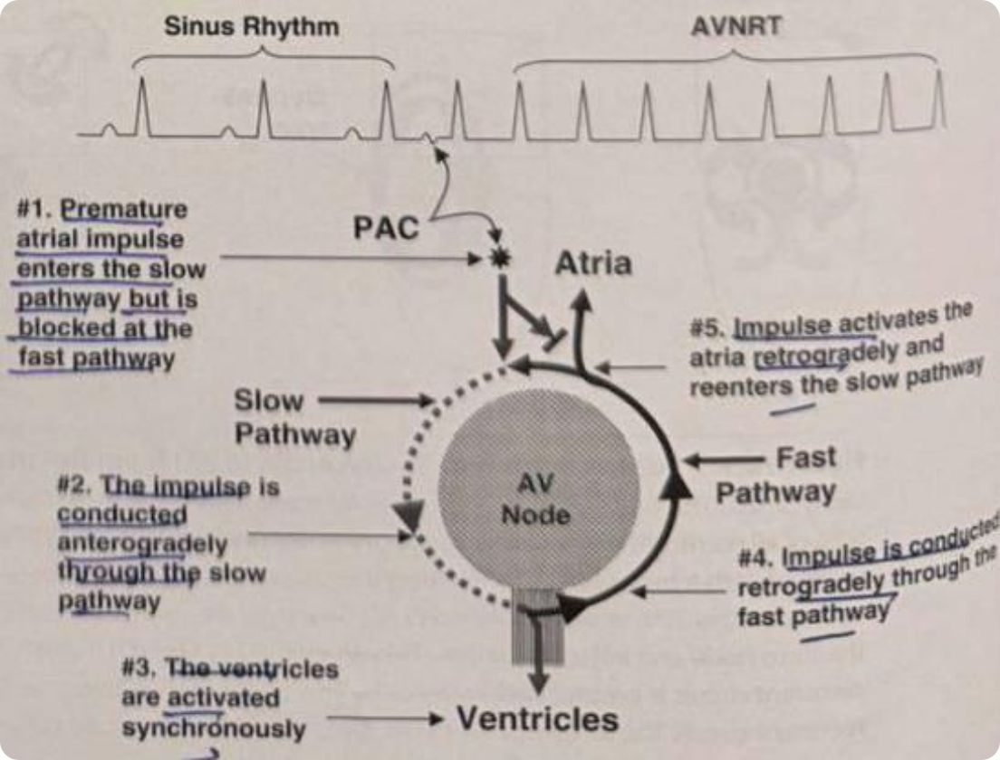 Sinus Rhythm
AVNRT
#1. Premature
atrial impulse
enters the slow
pathway but is
blocked at the
fast pathway
PAC
Atria
#5. Impulse activates the
atria retrogradely and
reenters the slow pathway
Slow
Pathway
Fast
Pathway
AV
Node
#2. The impulse is
conducted
anterogradely
through the slow
pathway
#4. Impulse is conducted
retrogradely through the
fast pathway
#3. The ventricles
are activated
synchronously
Ventricles